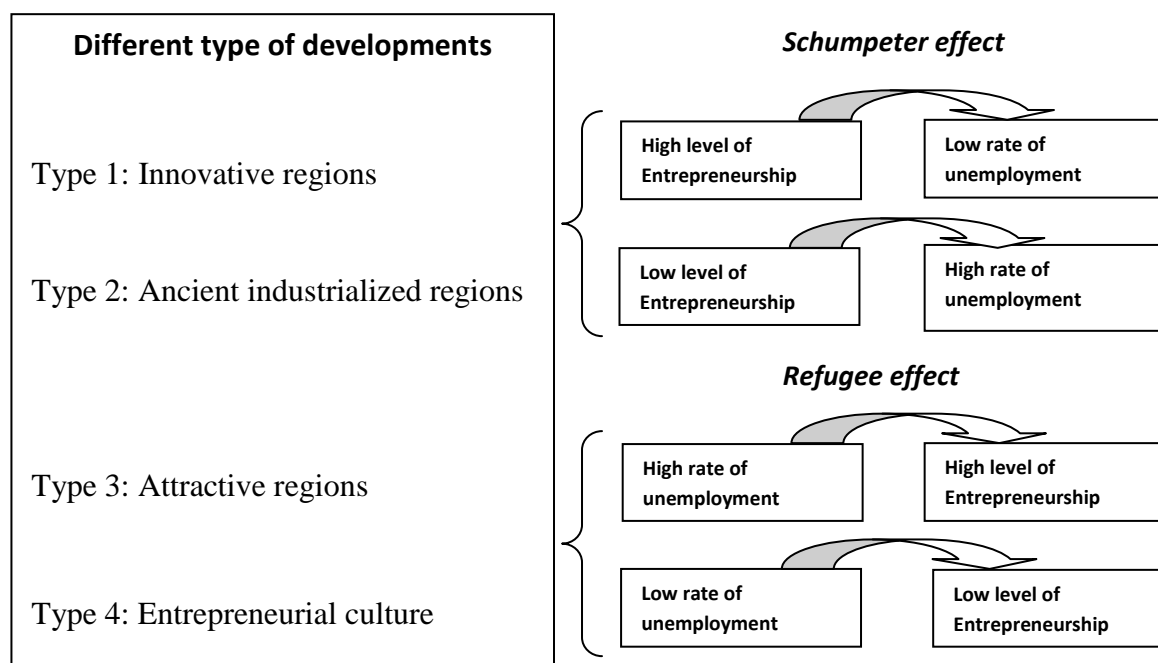 Different type of developments
Type 1: Innovative regions
Type 2: Ancient industrialized regions
Type 3: Attractive regions
Type 4: Entrepreneurial culture
Schumpeter effect
High level of
Entrepreneurship
Low rate of
unemployment
Low level of
Entrepreneurship
High rate of
unemployment
Refugee effect
High rate of
unemployment
High level of
Entrepreneurship
Low rate of
unemployment
Low level of
Entrepreneurship